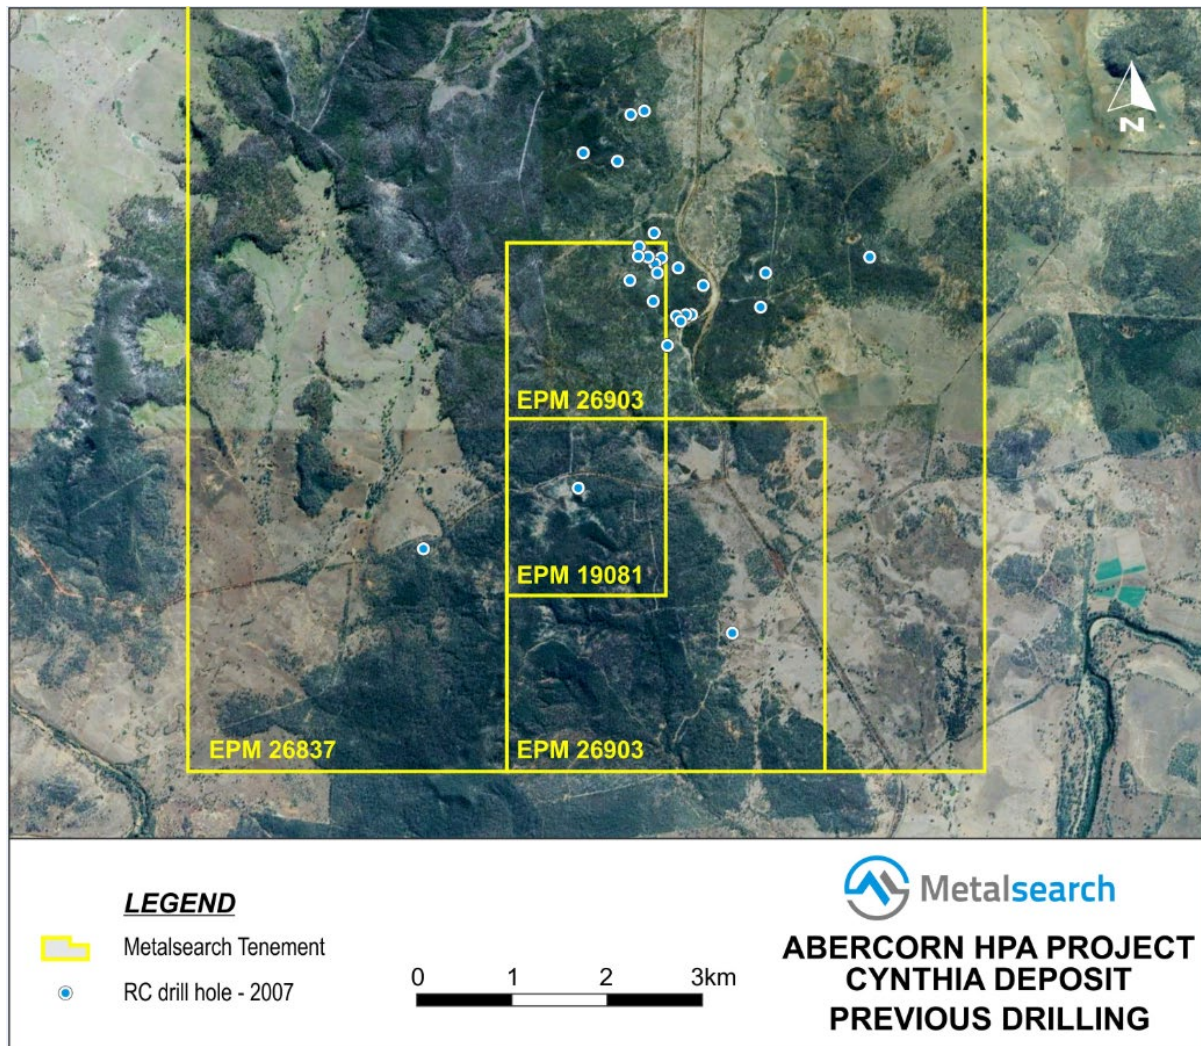 N
EPM 26903
EPM 19081
EPM 26837
EPM 26903
LEGEND
Metalsearch Tenement
RC drill hole - 2007
0 1 2 3km
Metalsearch
ABERCORN HPA PROJECT
CYNTHIA DEPOSIT
PREVIOUS DRILLING